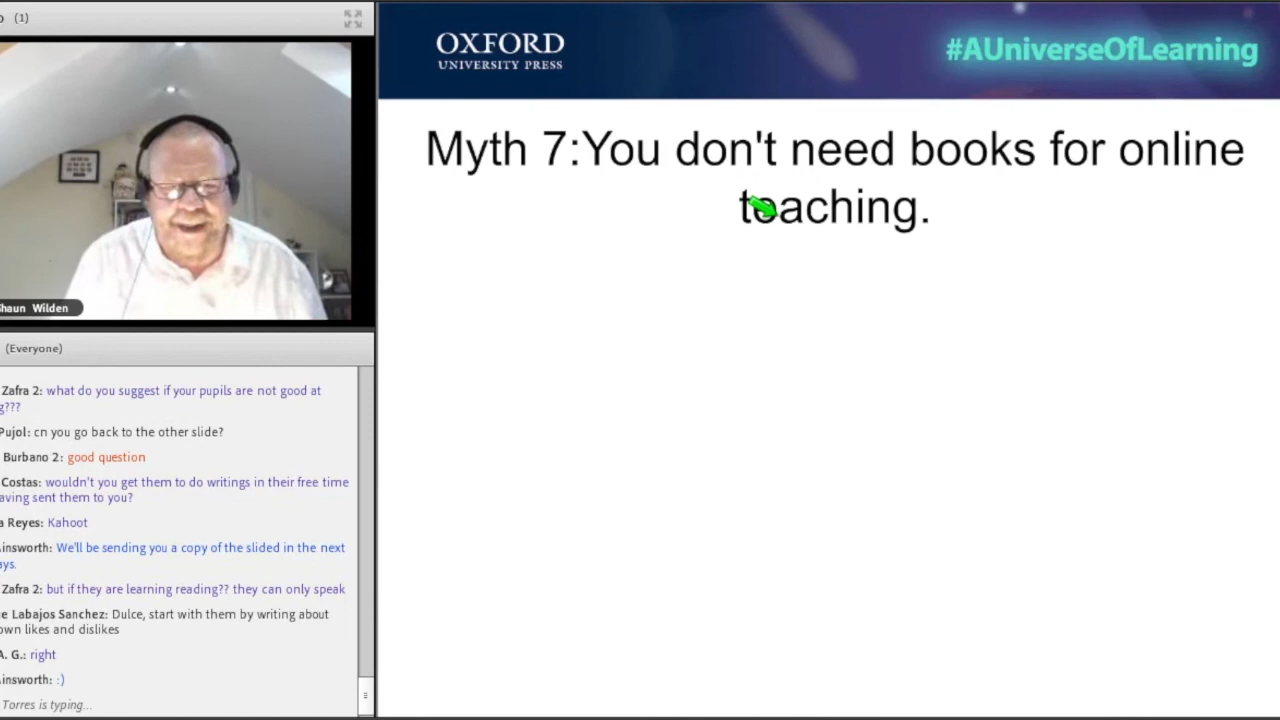 o (1)
Shaun Wilden
(Everyone)
Zafra 2: what do you suggest if your pupils are not good at
g???
Pujol: cn you go back to the other slide?
Burbano 2: good question
Costas: wouldn't you get them to do writings in their free time
aving sent them to you?
a Reyes: Kahoot
insworth: We'll be sending you a copy of the slided in the next
ays.
Zafra 2: but if they are learning reading?? they can only speak
e Labajos Sanchez: Dulce, start with them by writing about
own likes and dislikes
A. G.: right
insworth: :)
Torres is typing...
OXFORD
UNIVERSITY PRESS
#AUniverseOfLearning
Myth 7:You don't need books for online
teaching.